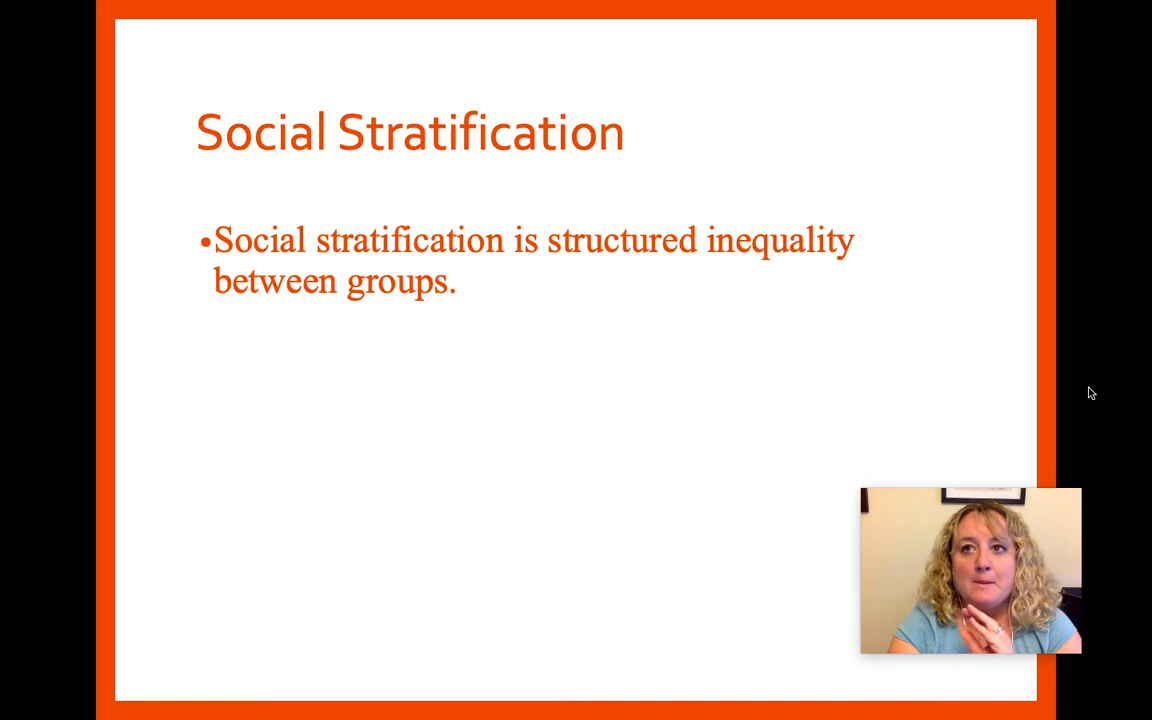 Social Stratification
•Social stratification is structured inequality
between groups.